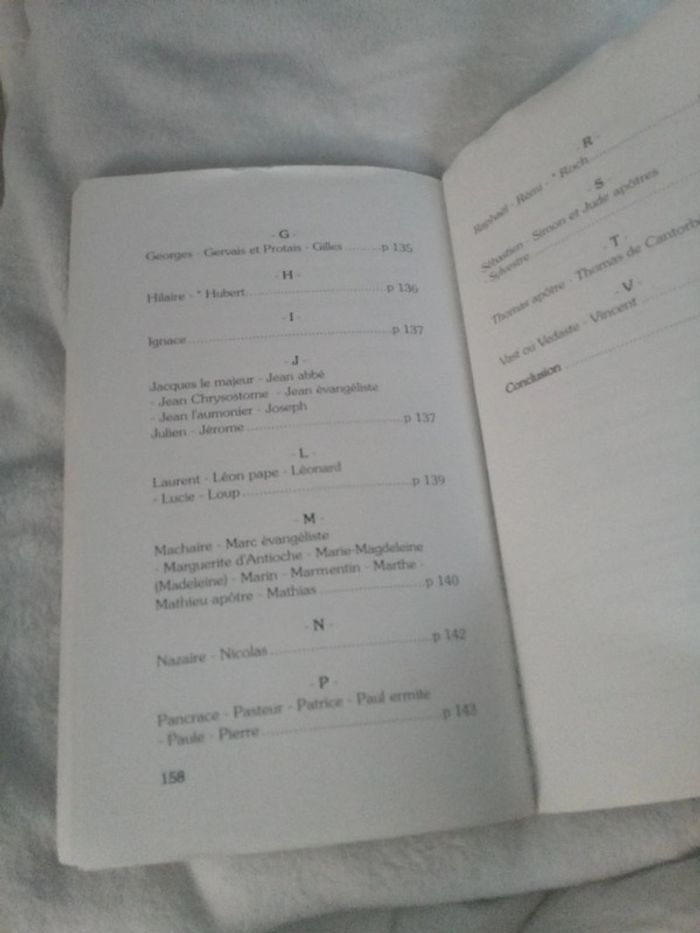 - G -
Georges - Gervais et Protais - Gilles.........p 135
- H -
Hilaire - * Hubert........................................p 136
- I -
Ignace............................................................p 137
- J -
Jacques le majeur - Jean abbé
- Jean Chrysostome - Jean évangéliste
- Jean l'aumonier - Joseph
Julien - Jérome.............................................p 137
- L -
Laurent - Léon pape - Léonard
- Lucie - Loup................................................p 139
- M -
Machaire - Marc évangéliste
- Marguerite d'Antioche - Marie-Magdeleine
(Madeleine) - Marin - Marmentin - Marthe -
Mathieu apôtre - Mathias..............................p 140
- N -
Nazaire - Nicolas..............................................p 142
- P -
Pancrace - Pasteur - Patrice - Paul ermite
- Paule - Pierre..................................................p 143
158
- R -
Raphaël - Rémi - * Roch
- S -
Sébastien - Simon et Jude apôtres
- Sylvestre
- T -
Thomas apôtre - Thomas de Cantorbe
- V -
Vast ou Vedaste - Vincent
Conclusion